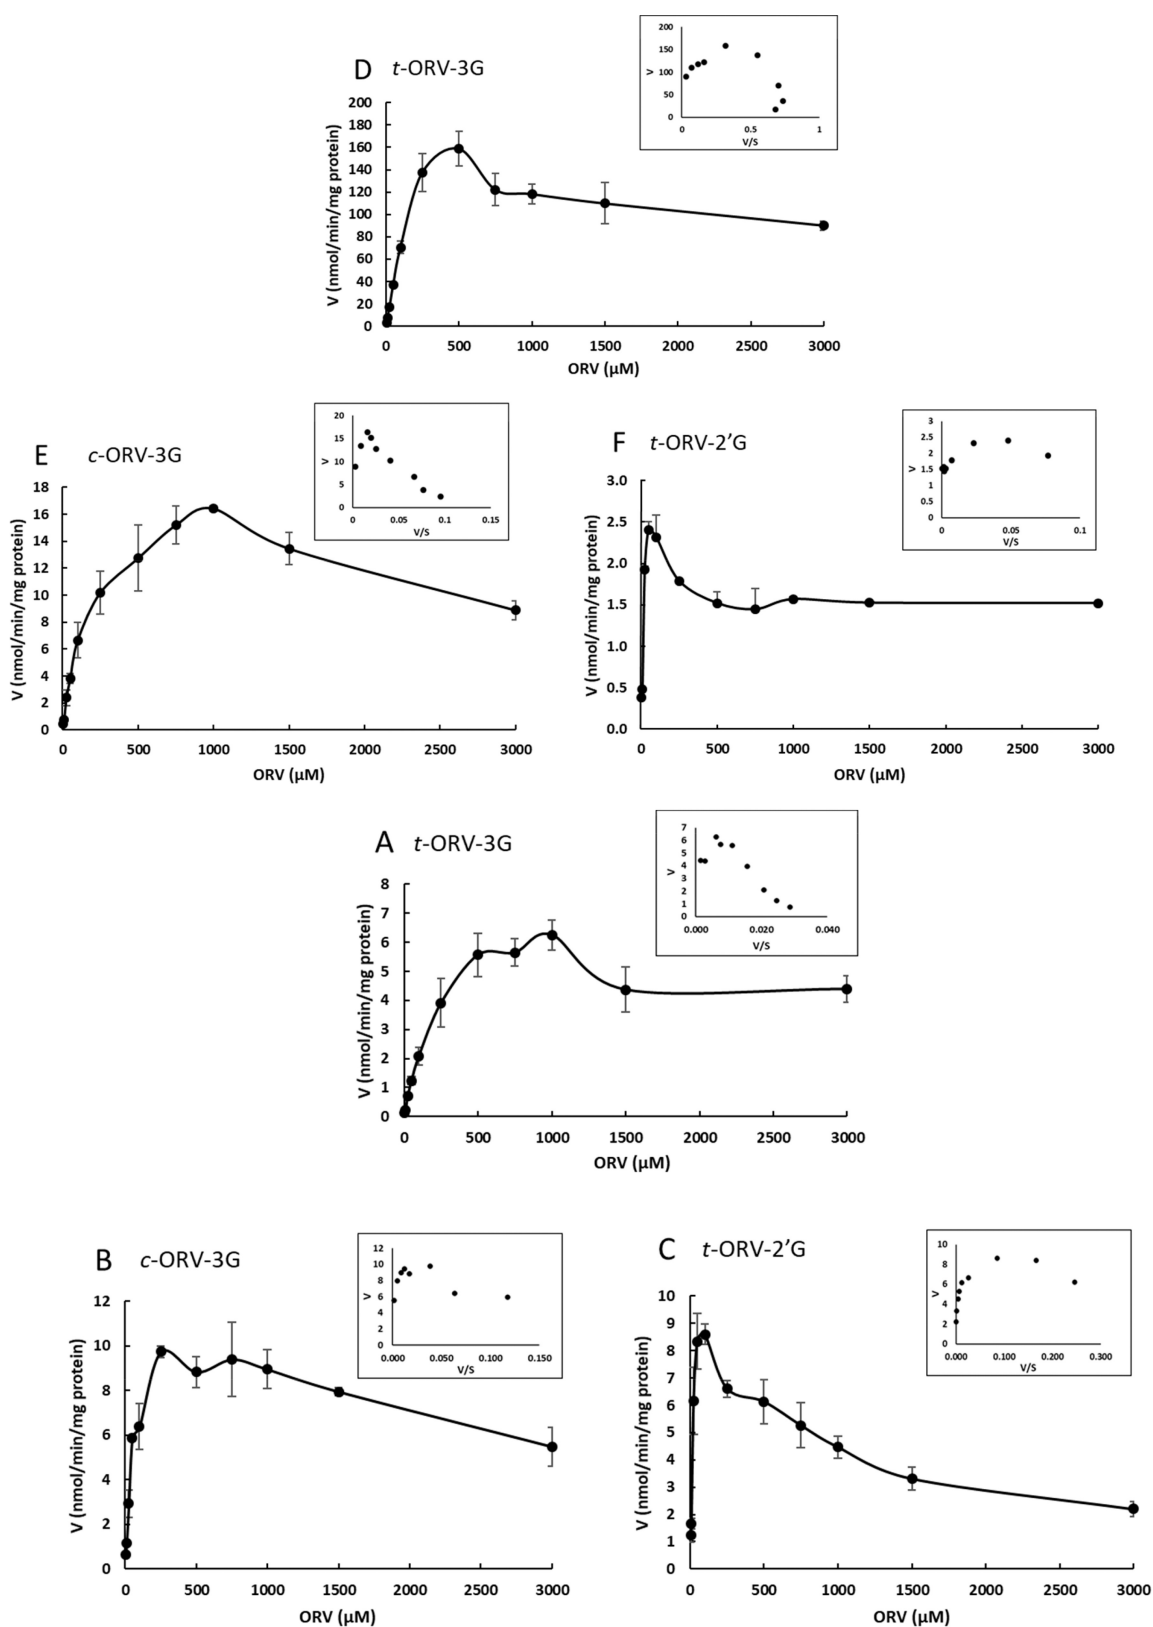 D t-ORV-3G
200
150
100
50
0
V
0 0.5 1
V/S
200
180
160
140
120
100
80
60
40
20
0
V (nmol/min/mg protein)
0 500 1000 1500 2000 2500 3000
ORV (µM)
E c-ORV-3G
20
15
10
5
0
V
0 0.05 0.1 0.15
V/S
18
16
14
12
10
8
6
4
2
0
V (nmol/min/mg protein)
0 500 1000 1500 2000 2500 3000
ORV (µM)
F t-ORV-2’G
3
2.5
2
1.5
1
0.5
0
V
0 0.05 0.1
V/S
3.0
2.5
2.0
1.5
1.0
0.5
0.0
V (nmol/min/mg protein)
0 500 1000 1500 2000 2500 3000
ORV (µM)
A t-ORV-3G
7
6
5
4
3
2
1
0
V
0.000 0.020 0.040
V/S
8
7
6
5
4
3
2
1
0
V (nmol/min/mg protein)
0 500 1000 1500 2000 2500 3000
ORV (µM)
B c-ORV-3G
12
10
8
6
4
2
0
V
0.000 0.050 0.100 0.150
V/S
12
10
8
6
4
2
0
V (nmol/min/mg protein)
0 500 1000 1500 2000 2500 3000
ORV (µM)
C t-ORV-2’G
10
8
6
4
2
0
V
0.000 0.100 0.200 0.300
V/S
10
9
8
7
6
5
4
3
2
1
0
V (nmol/min/mg protein)
0 500 1000 1500 2000 2500 3000
ORV (µM)